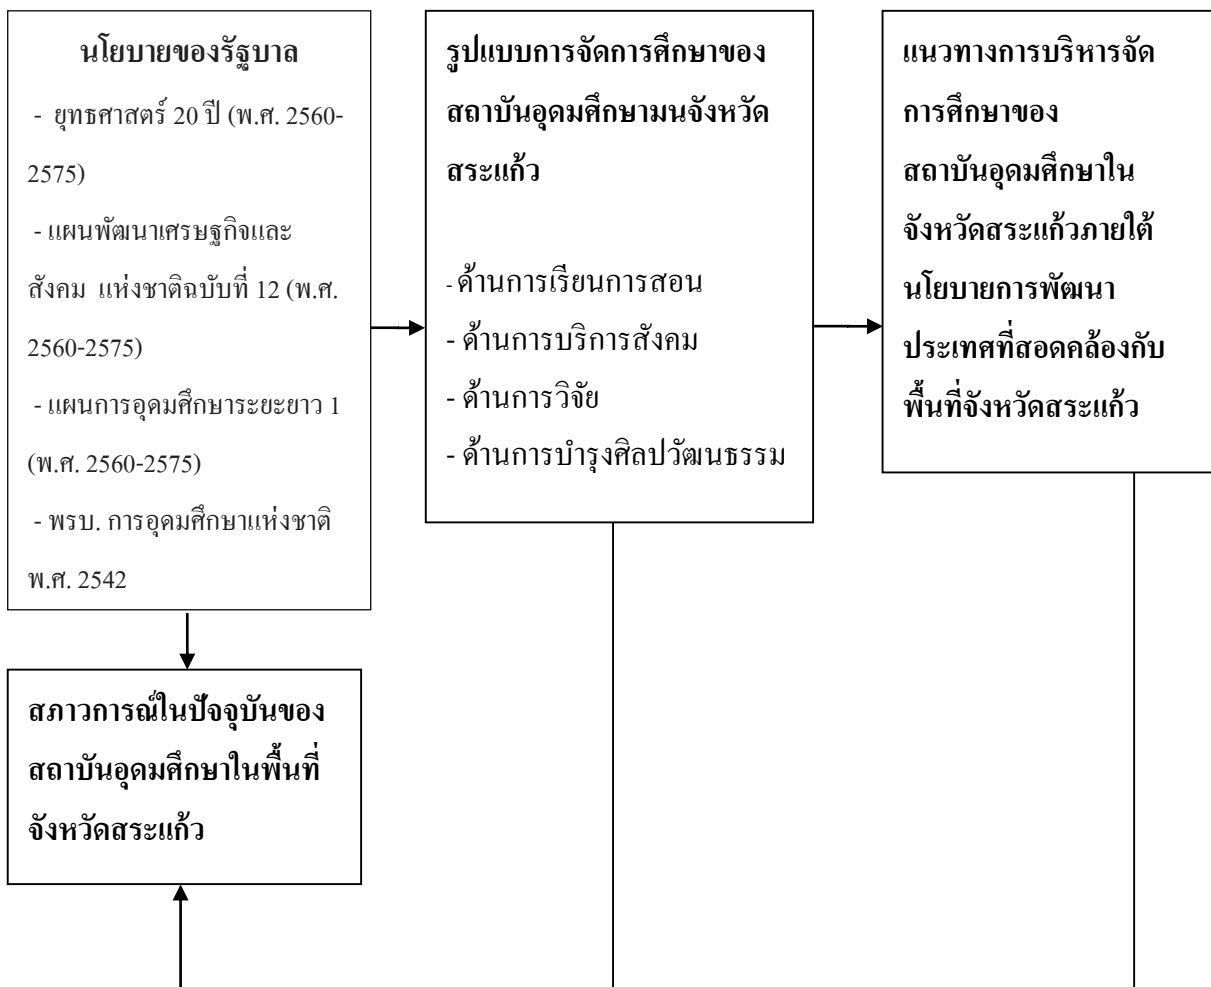 นโยบายของรัฐบาล
- ยุทธศาสตร์ 20 ปี (พ.ศ. 2560-
2575)
- แผนพัฒนาเศรษฐกิจและ
สังคม แห่งชาติฉบับที่ 12 (พ.ศ.
2560-2575)
- แผนการอุดมศึกษาระยะยาว 1
(พ.ศ. 2560-2575)
- พรบ. การอุดมศึกษาแห่งชาติ
พ.ศ. 2542
รูปแบบการจัดการศึกษาของ
สถาบันอุดมศึกษามนจังหวัด
สระแก้ว
- ด้านการเรียนการสอน
- ด้านการบริการสังคม
- ด้านการวิจัย
- ด้านการบำรุงศิลปวัฒนธรรม
แนวทางการบริหารจัด
การศึกษาของ
สถาบันอุดมศึกษาใน
จังหวัดสระแก้วภายใต้
นโยบายการพัฒนา
ประเทศที่สอดคล้องกับ
พื้นที่จังหวัดสระแก้ว
สภาวการณ์ในปัจจุบันของ
สถาบันอุดมศึกษาในพื้นที่
จังหวัดสระแก้ว